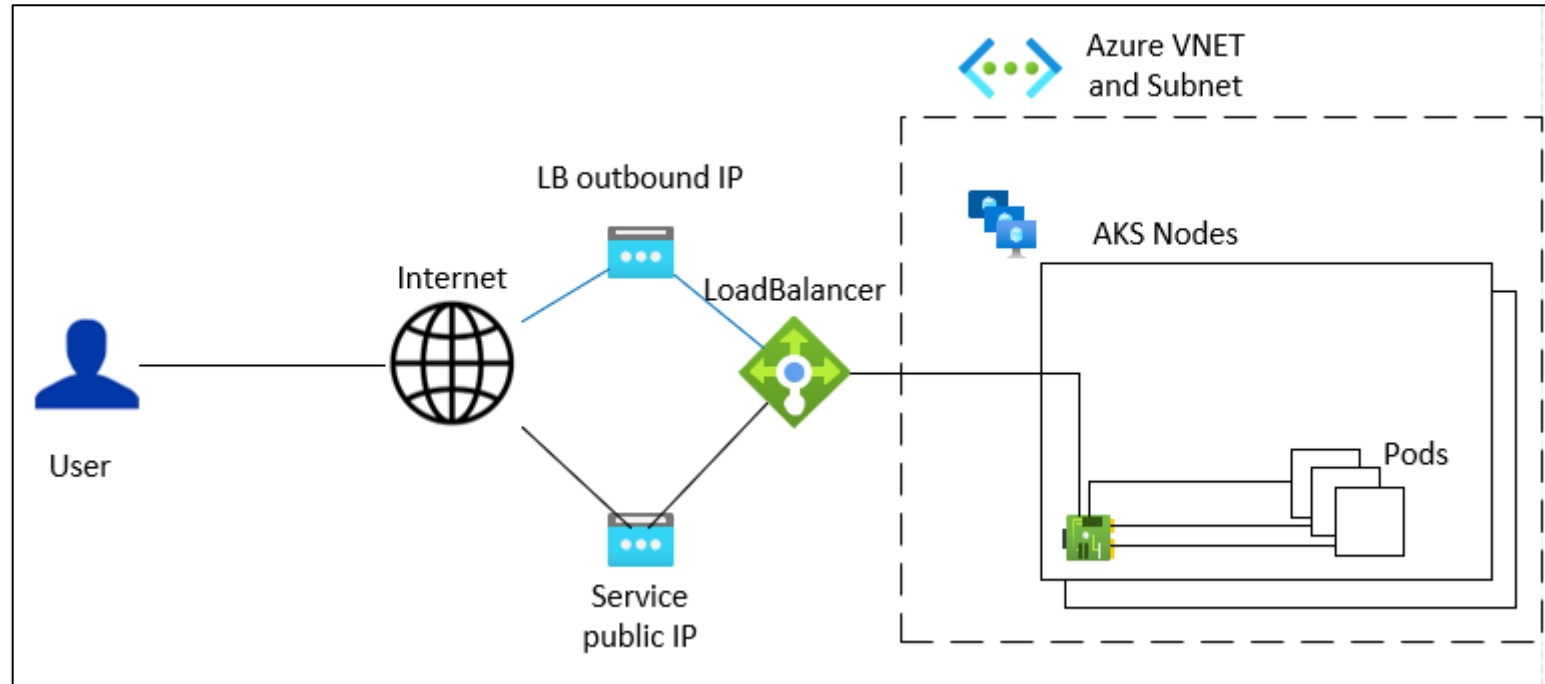 Azure VNET
and Subnet
LB outbound IP
AKS Nodes
Internet
LoadBalancer
User
Pods
Service
public IP